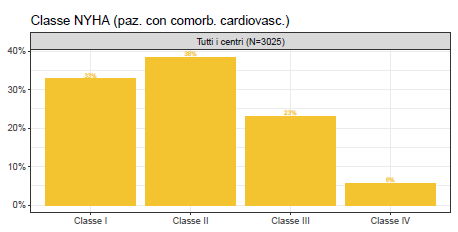 Classe NYHA (paz. con comorb. cardiovasc.)
Tutti i centri (N=3025)
40%
30%
20%
10%
0%
33%
38%
23%
6%
Classe I
Classe II
Classe III
Classe IV